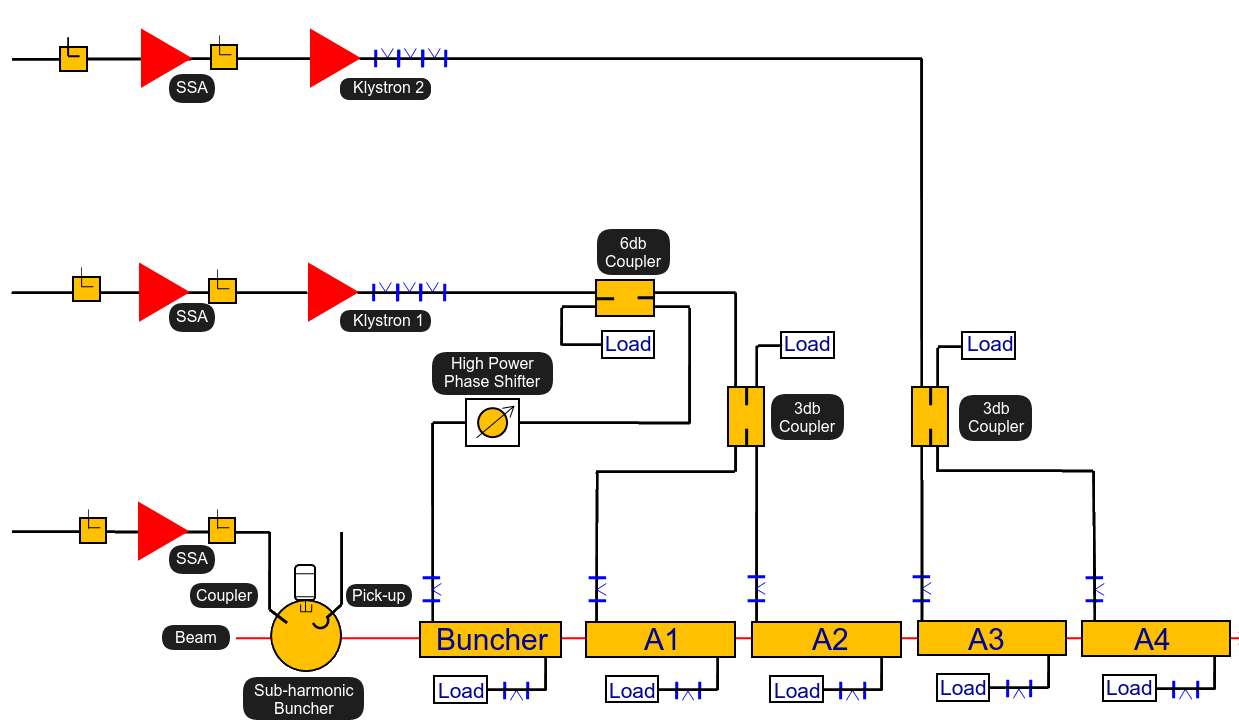 SSA
Klystron 2
6db
Coupler
SSA
Klystron 1
Load
Load
Load
High Power
Phase Shifter
3db
Coupler
3db
Coupler
SSA
Coupler
Pick-up
Beam
Buncher
A1
A2
A3
A4
Sub-harmonic
Buncher
Load
Load
Load
Load
Load